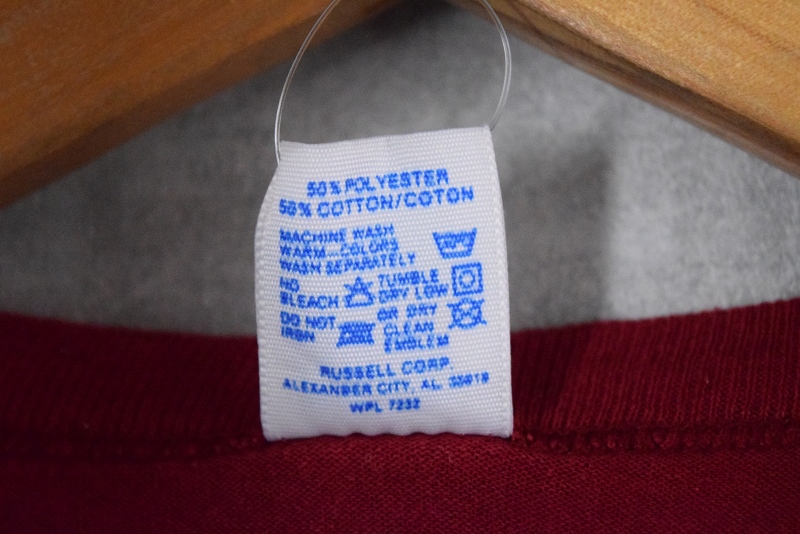 50% POLYESTER
50% COTTON/COTON
MACHINE WASH
WARM-COLORS
WASH SEPARATELY
NO BLEACH
TUMBLE DRY LOW
DO NOT IRON
OR DRY CLEAN EMBLEM
RUSSELL CORP.
ALEXANDER CITY, AL.
WPL 7232